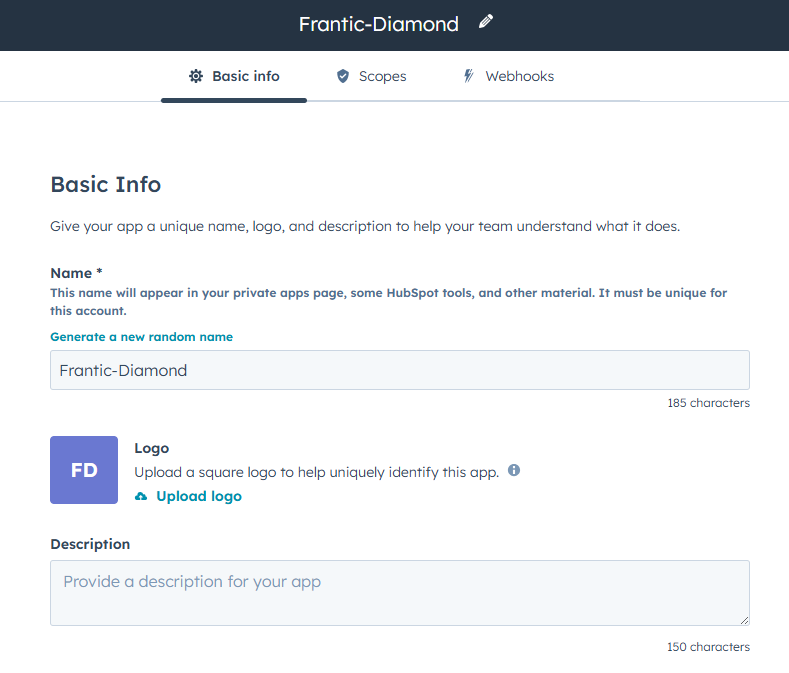 Frantic-Diamond
Basic info
Scopes
Webhooks
Basic Info
Give your app a unique name, logo, and description to help your team understand what it does.
Name *
This name will appear in your private apps page, some HubSpot tools, and other material. It must be unique for
this account.
Generate a new random name
Frantic-Diamond
185 characters
FD
Logo
Upload a square logo to help uniquely identify this app.
Upload logo
Description
Provide a description for your app
150 characters